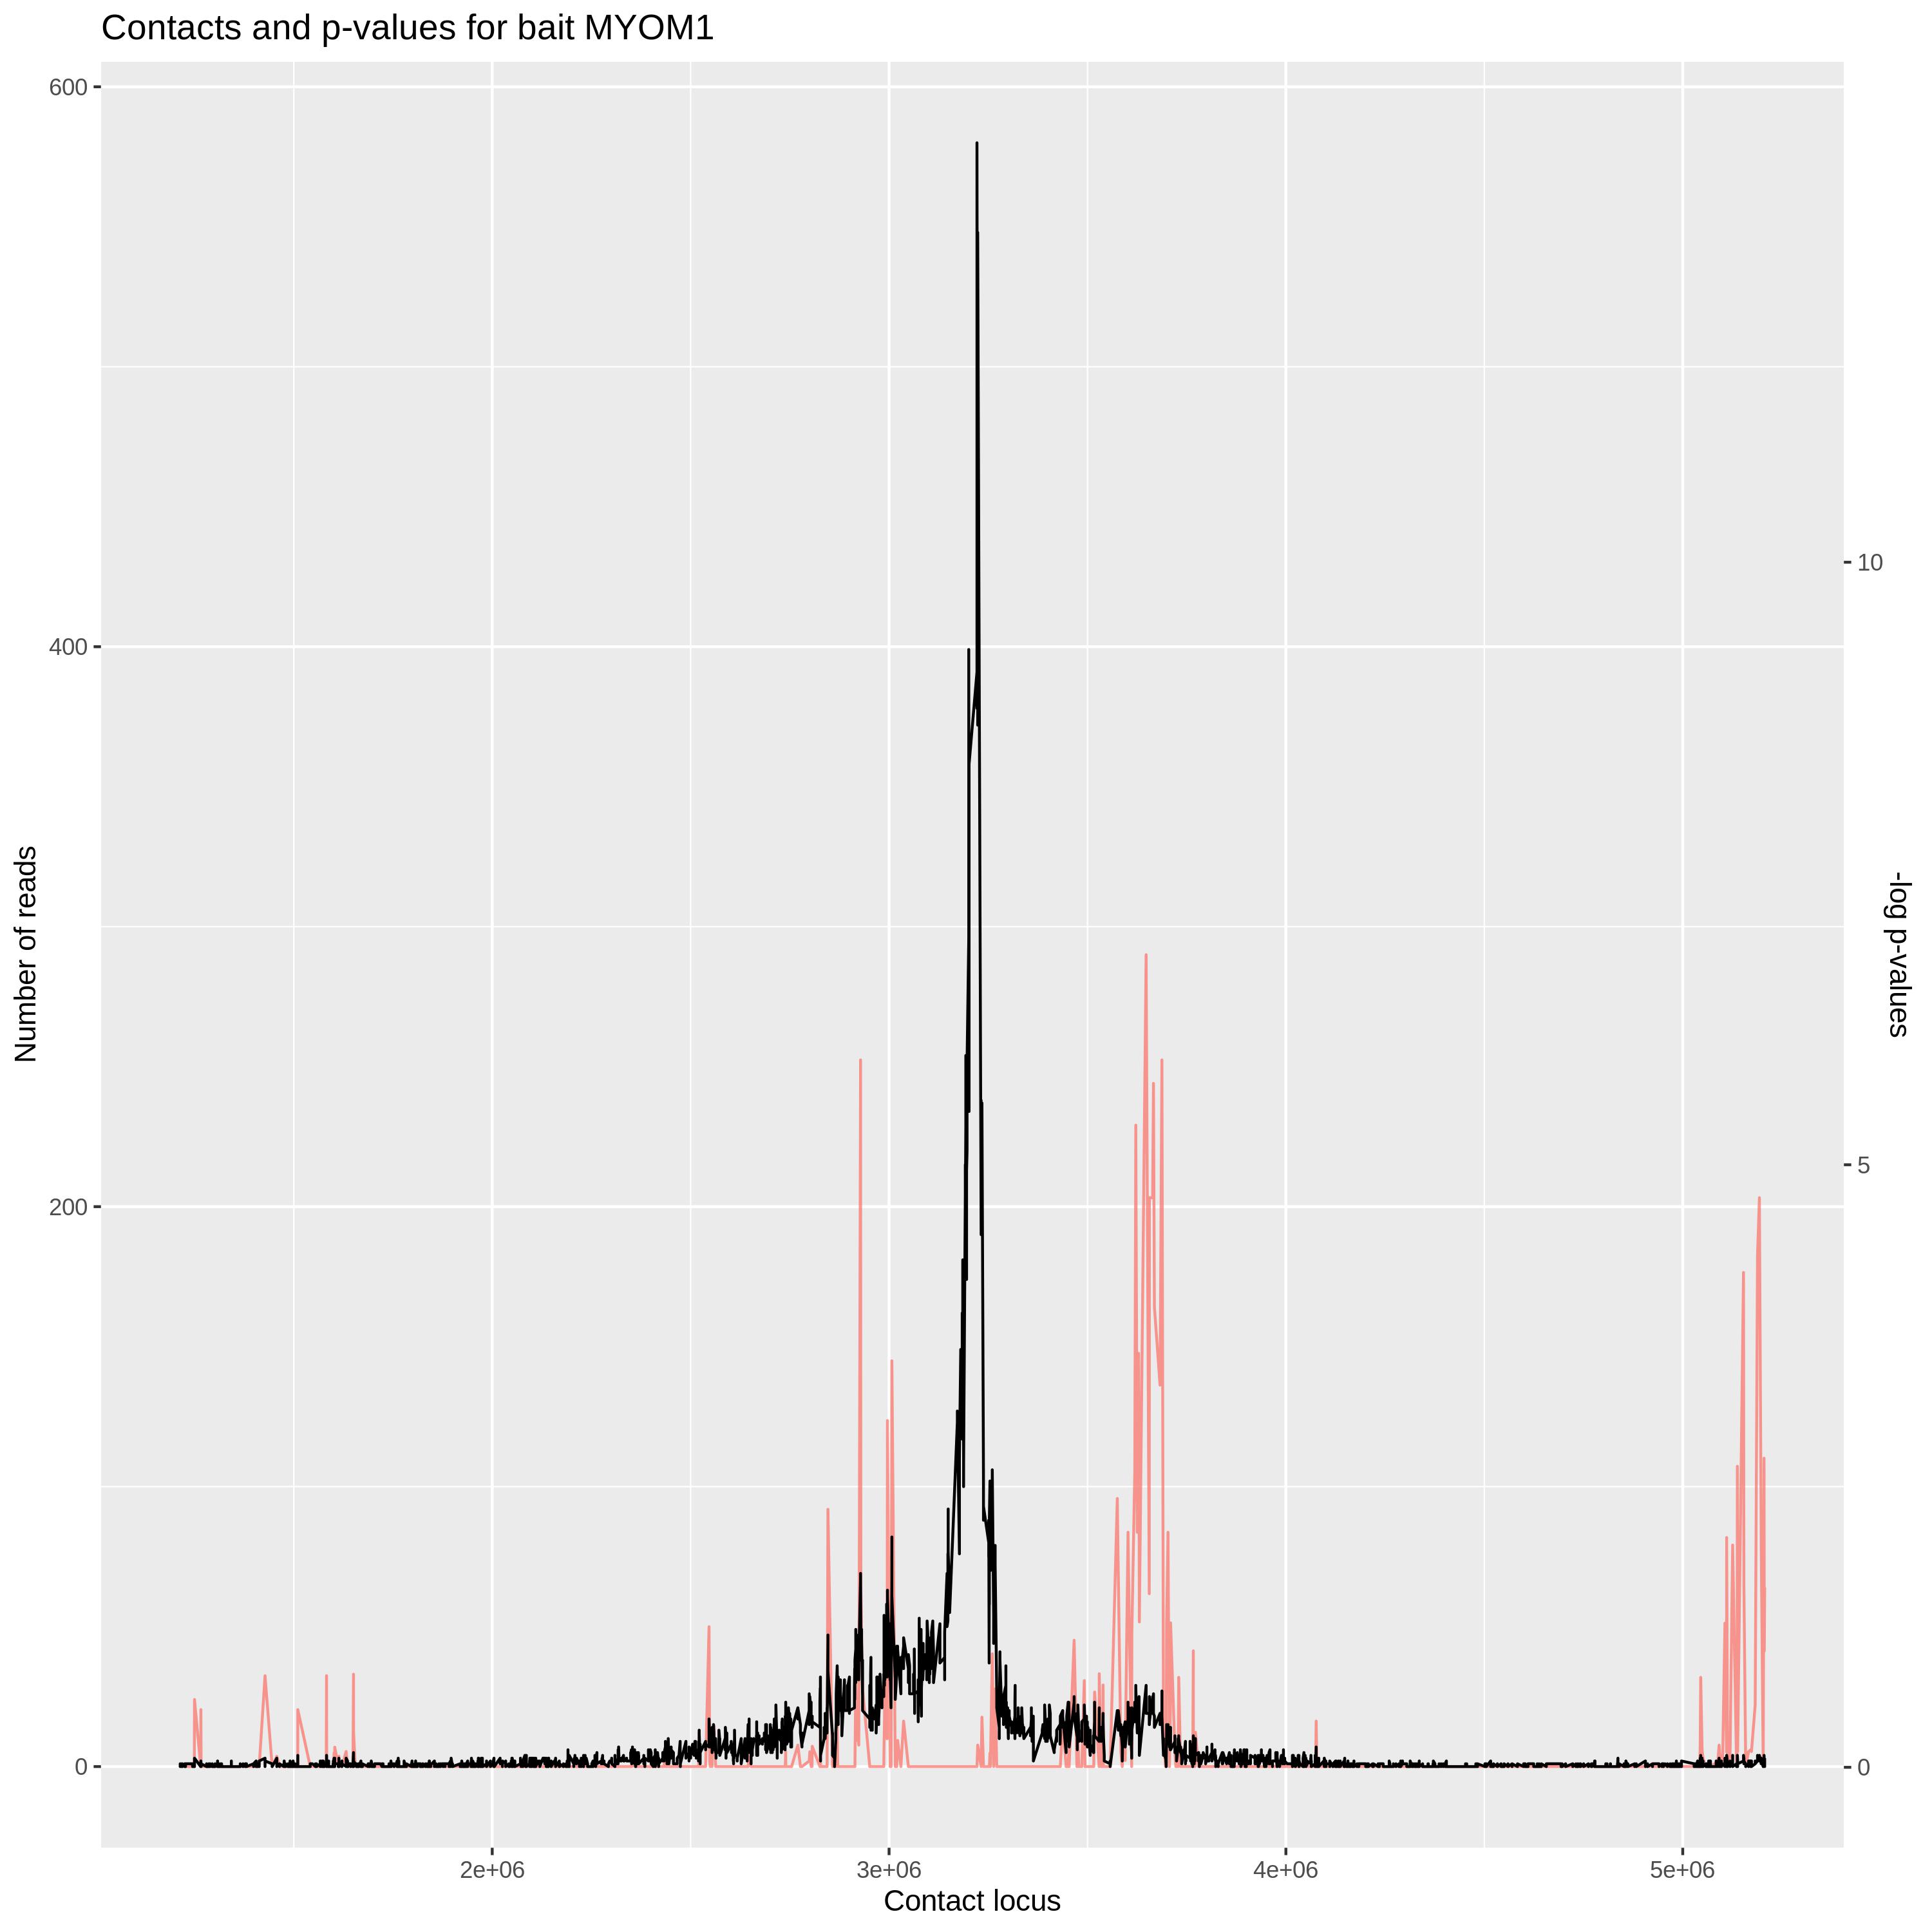 Contacts and p-values for bait MYOM1
600
400
200
0
Number of reads
10
5
0
-log p-values
2e+06 3e+06 4e+06 5e+06
Contact locus